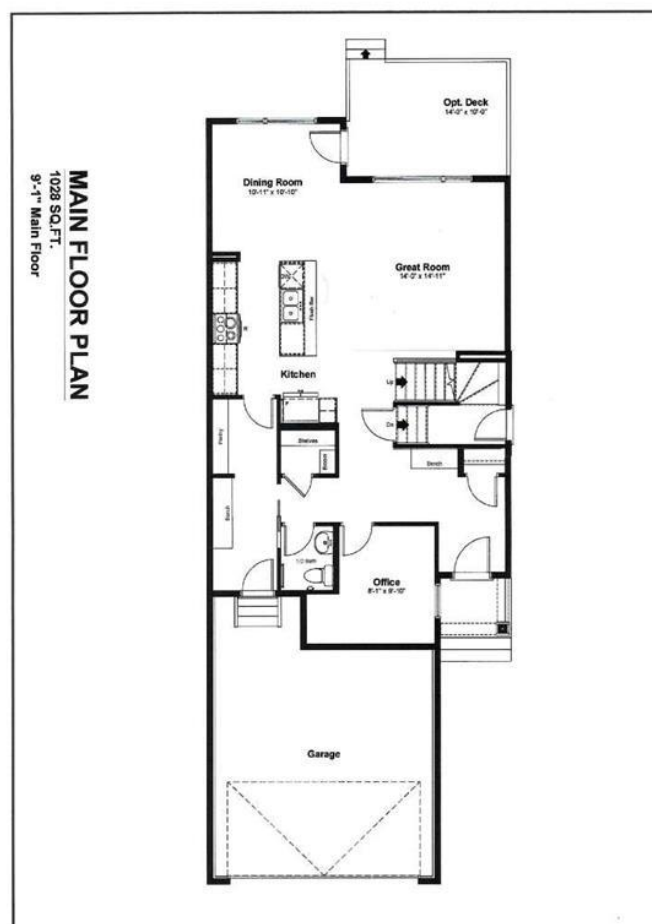 MAIN FLOOR PLAN
1028 SQ.FT.
9'-1" Main Floor
Opt. Deck
14'-0" x 10'-0"
Dining Room
10'-11" x 10'-10"
Great Room
14'-0" x 14'-11"
Flush Bar
Kitchen
Up
Dn
Pantry
Shelves
Broom
Bench
Bench
1/2 Bath
Office
8'-1" x 9'-10"
Garage